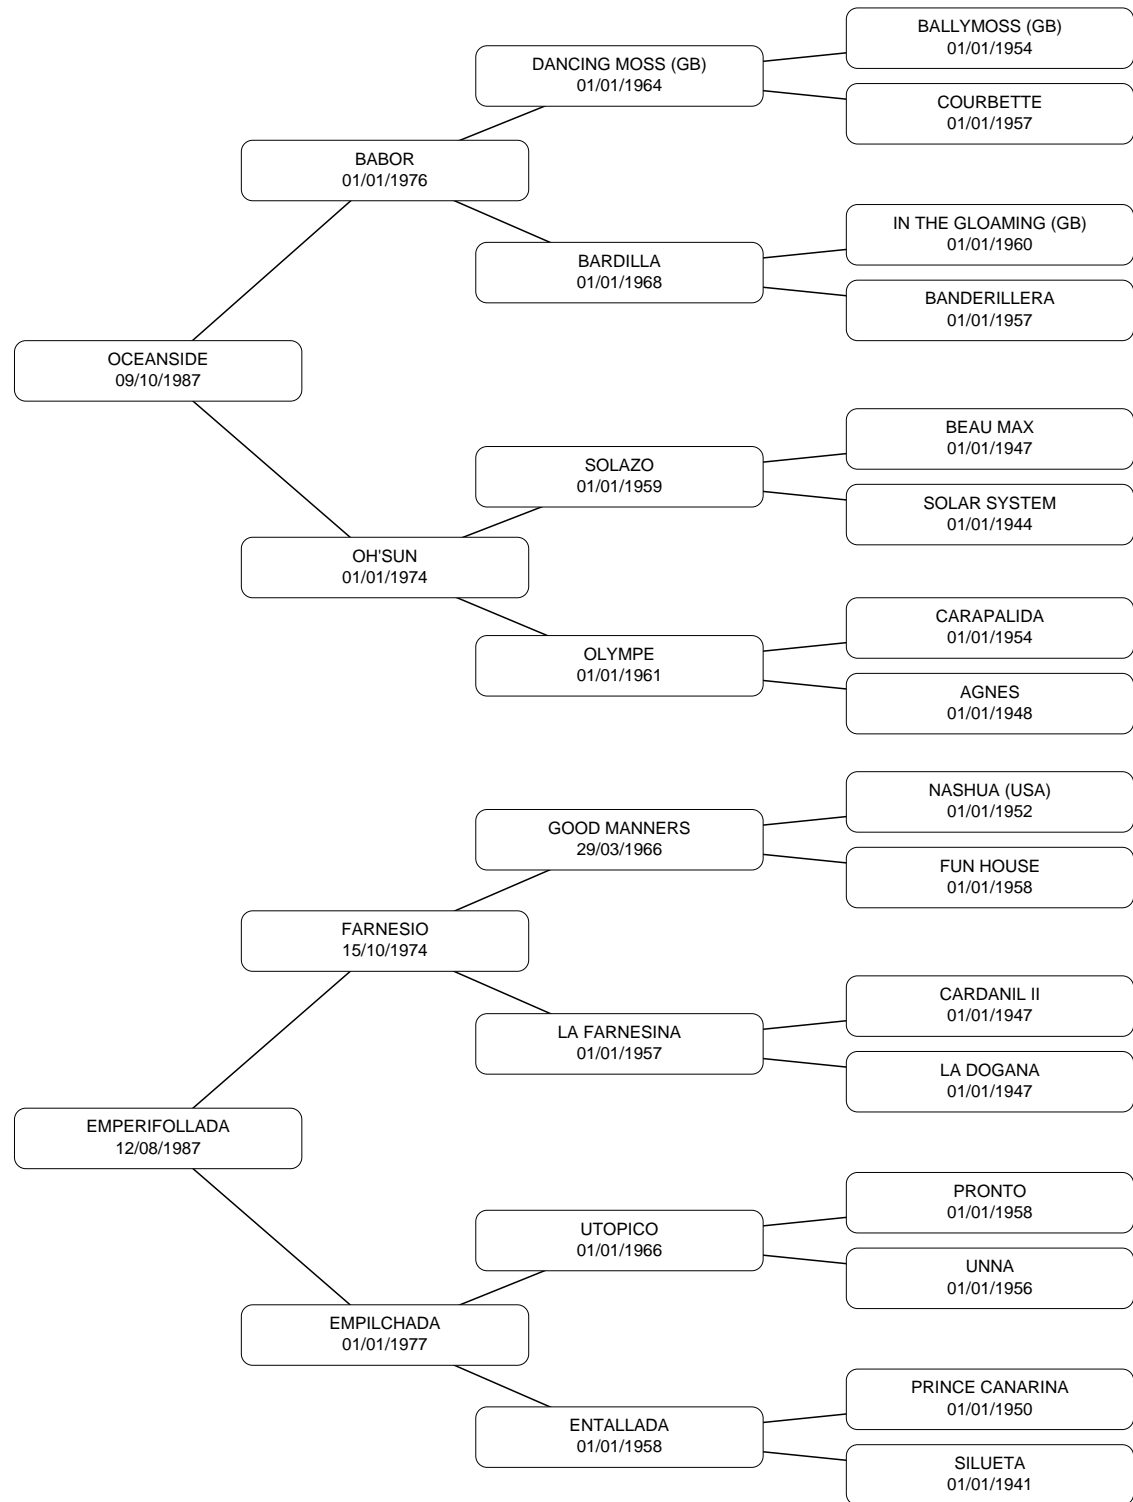 BALLYMOSS (GB)
01/01/1954
DANCING MOSS (GB)
01/01/1964
COURBETTE
01/01/1957
BABOR
01/01/1976
IN THE GLOAMING (GB)
01/01/1960
BARDILLA
01/01/1968
BANDERILLERA
01/01/1957
OCEANSIDE
09/10/1987
BEAU MAX
01/01/1947
SOLAZO
01/01/1959
SOLAR SYSTEM
01/01/1944
OH'SUN
01/01/1974
CARAPALIDA
01/01/1954
OLYMPE
01/01/1961
AGNES
01/01/1948
NASHUA (USA)
01/01/1952
GOOD MANNERS
29/03/1966
FUN HOUSE
01/01/1958
FARNESIO
15/10/1974
CARDANIL II
01/01/1947
LA FARNESINA
01/01/1957
LA DOGANA
01/01/1947
EMPERIFOLLADA
12/08/1987
PRONTO
01/01/1958
UTOPICO
01/01/1966
UNNA
01/01/1956
EMPILCHADA
01/01/1977
PRINCE CANARINA
01/01/1950
ENTALLADA
01/01/1958
SILUETA
01/01/1941